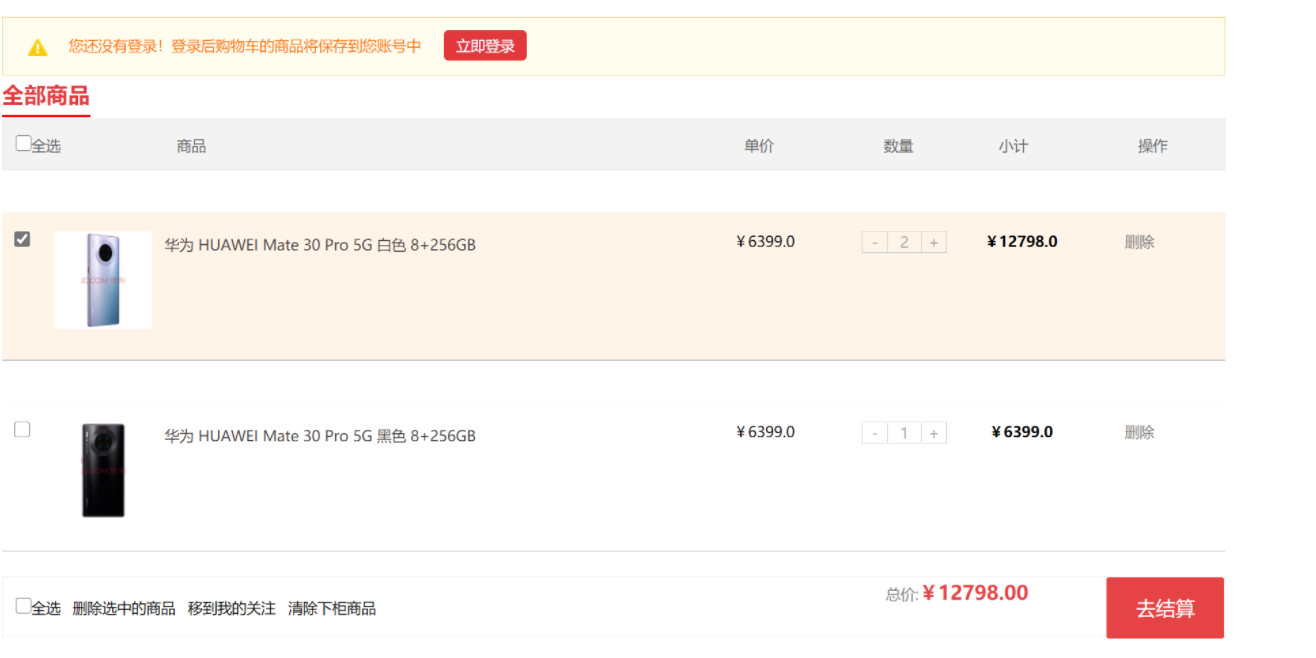 您还没有登录！登录后购物车的商品将保存到您账号中 立即登录
全部商品
全选 商品 单价 数量 小计 操作
华为 HUAWEI Mate 30 Pro 5G 白色 8+256GB ¥6399.0 - 2 + ¥12798.0 删除
华为 HUAWEI Mate 30 Pro 5G 黑色 8+256GB ¥6399.0 - 1 + ¥6399.0 删除
全选 删除选中的商品 移到我的关注 清除下柜商品 总价:¥12798.00 去结算